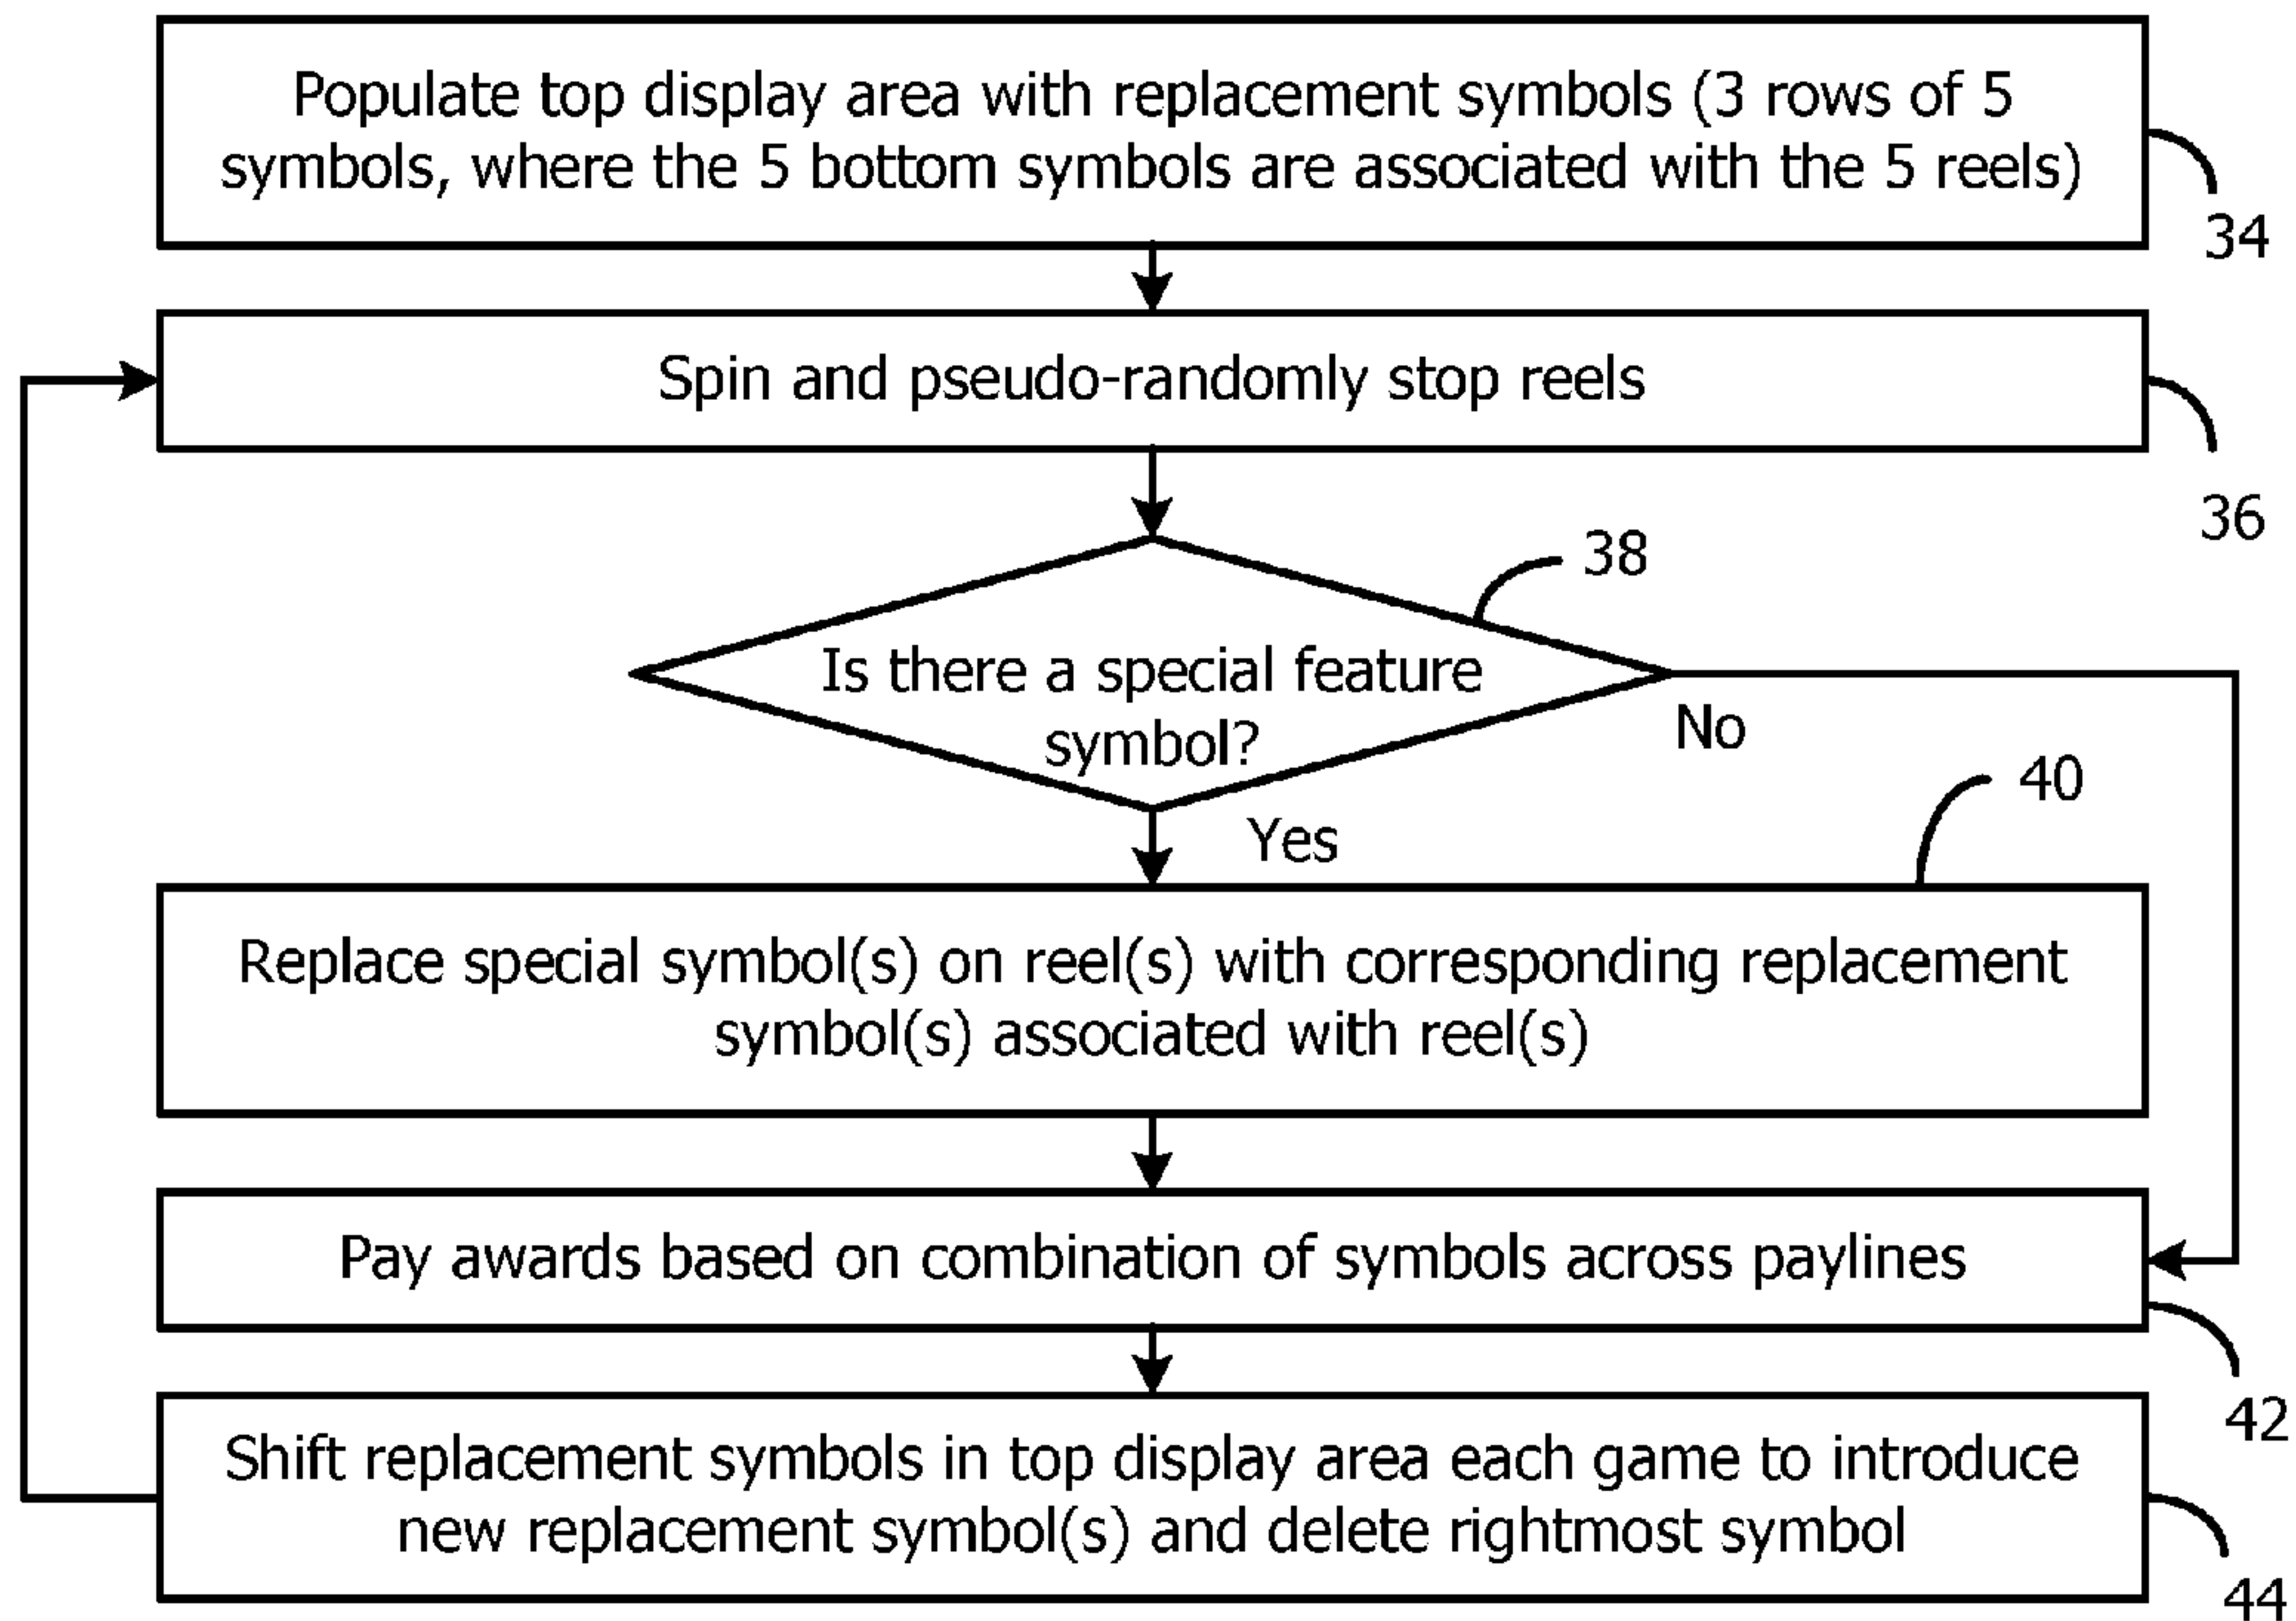 Populate top display area with replacement symbols (3 rows of 5
symbols, where the 5 bottom symbols are associated with the 5 reels)
34
Spin and pseudo-randomly stop reels
36
38
Is there a special feature
symbol?
No
Yes
40
Replace special symbol(s) on reel(s) with corresponding replacement
symbol(s) associated with reel(s)
Pay awards based on combination of symbols across paylines
42
Shift replacement symbols in top display area each game to introduce
new replacement symbol(s) and delete rightmost symbol
44